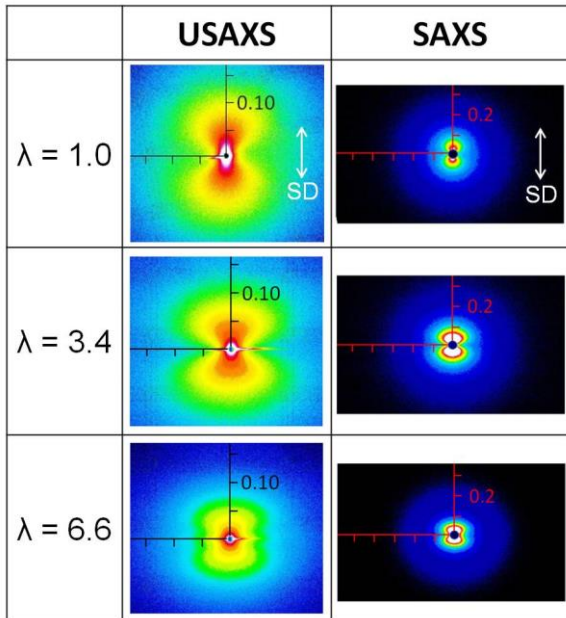 USAXS SAXS
λ = 1.0 0.10 SD 0.2 SD
λ = 3.4 0.10 0.2
λ = 6.6 0.10 0.2